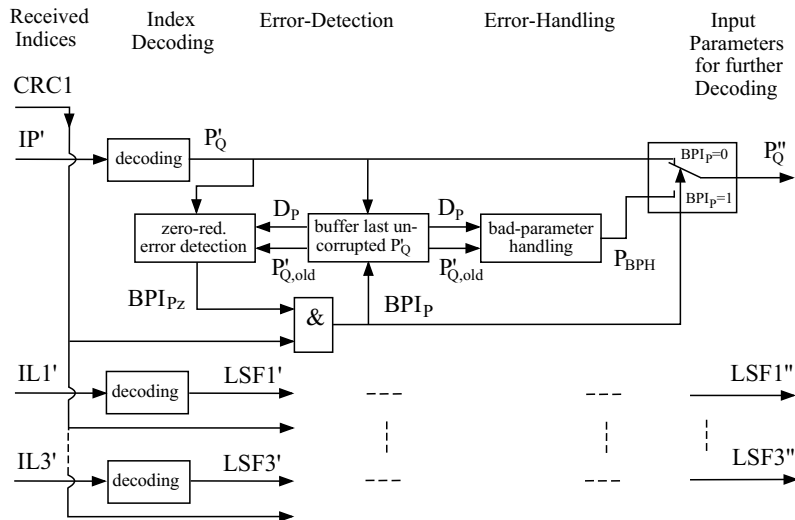 Received Indices
Index Decoding
Error-Detection
Error-Handling
Input Parameters for further Decoding
CRC1
IP'
decoding
P'Q
BPIP=0
BPIP=1
P''Q
zero-red. error detection
DP
P'Q,old
buffer last un-corrupted P'Q
DP
P'Q,old
bad-parameter handling
PBPH
BPIPz
&
BPIP
IL1'
decoding
LSF1'
LSF1''
IL3'
decoding
LSF3'
LSF3''